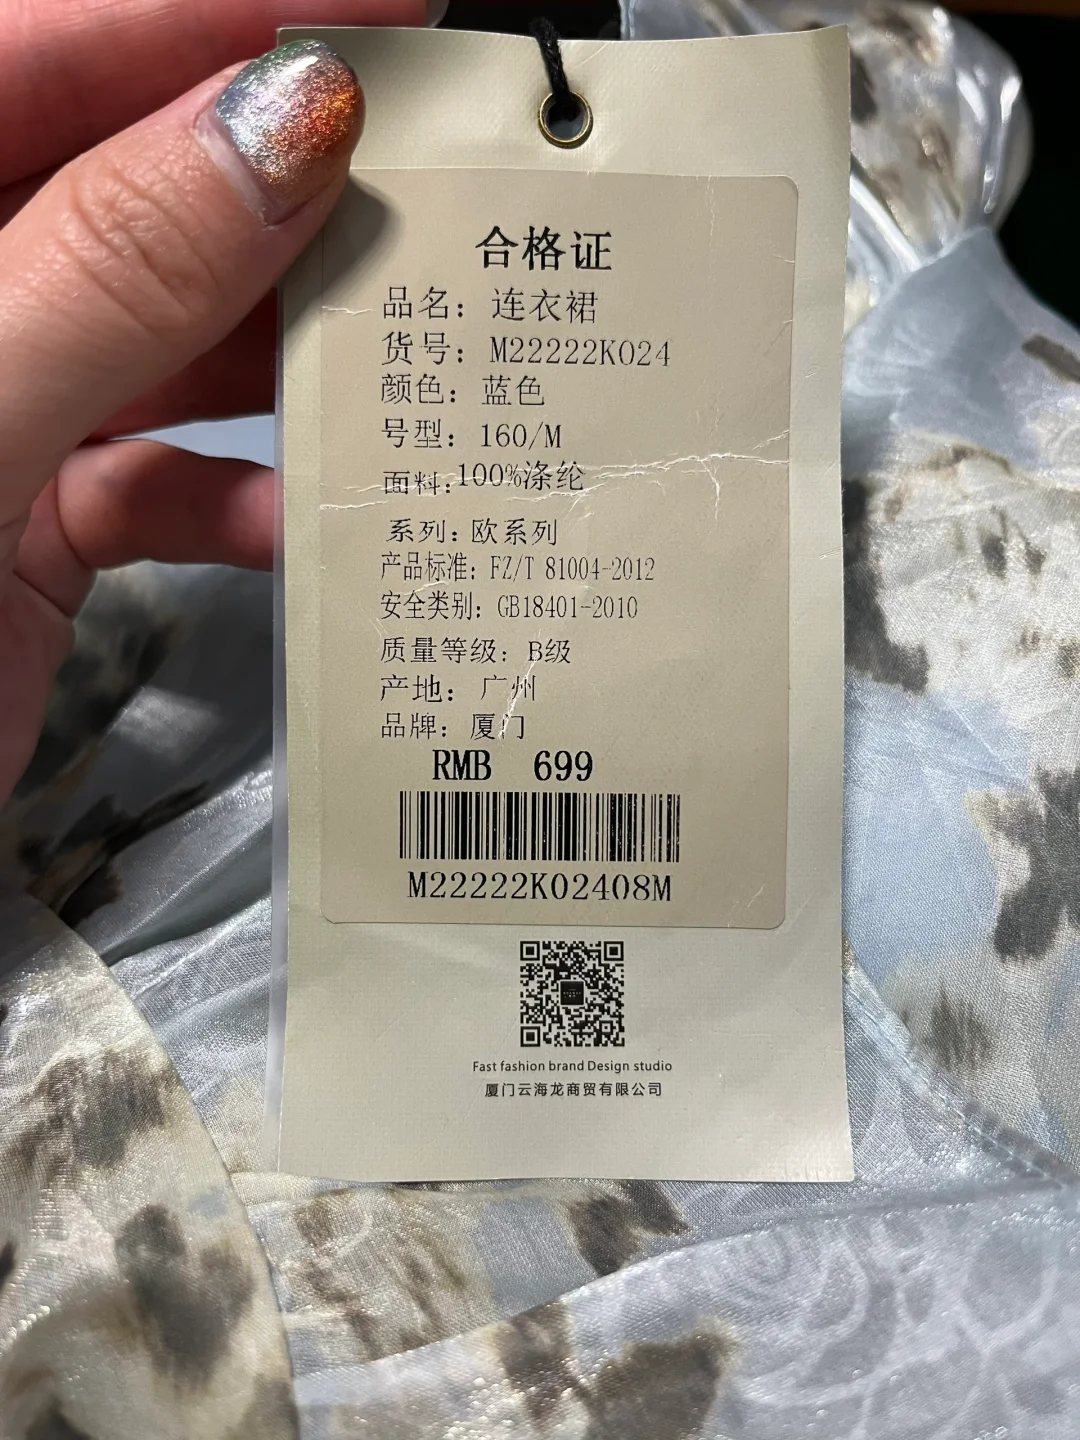 合格证
品名：连衣裙
货号：M22222K024
颜色：蓝色
号型：160/M
面料:100%涤纶
系列：欧系列
产品标准：FZ/T 81004-2012
安全类别：GB18401-2010
质量等级：B级
产地：广州
品牌：厦门
RMB 699
M22222K02408M
Fast fashion brand Design studio
厦门云海龙商贸有限公司